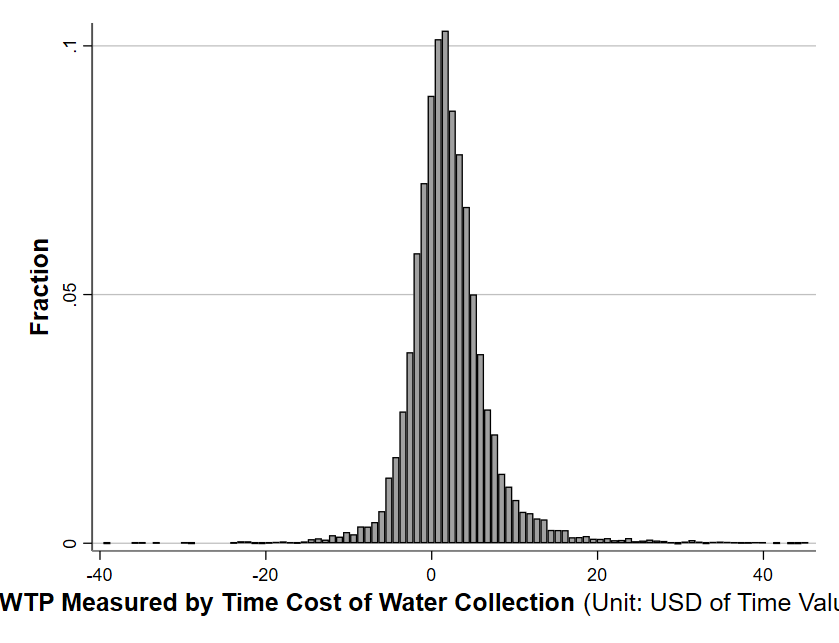 .1
.05
0
Fraction
-40 -20 0 20 40
WTP Measured by Time Cost of Water Collection (Unit: USD of Time Valu